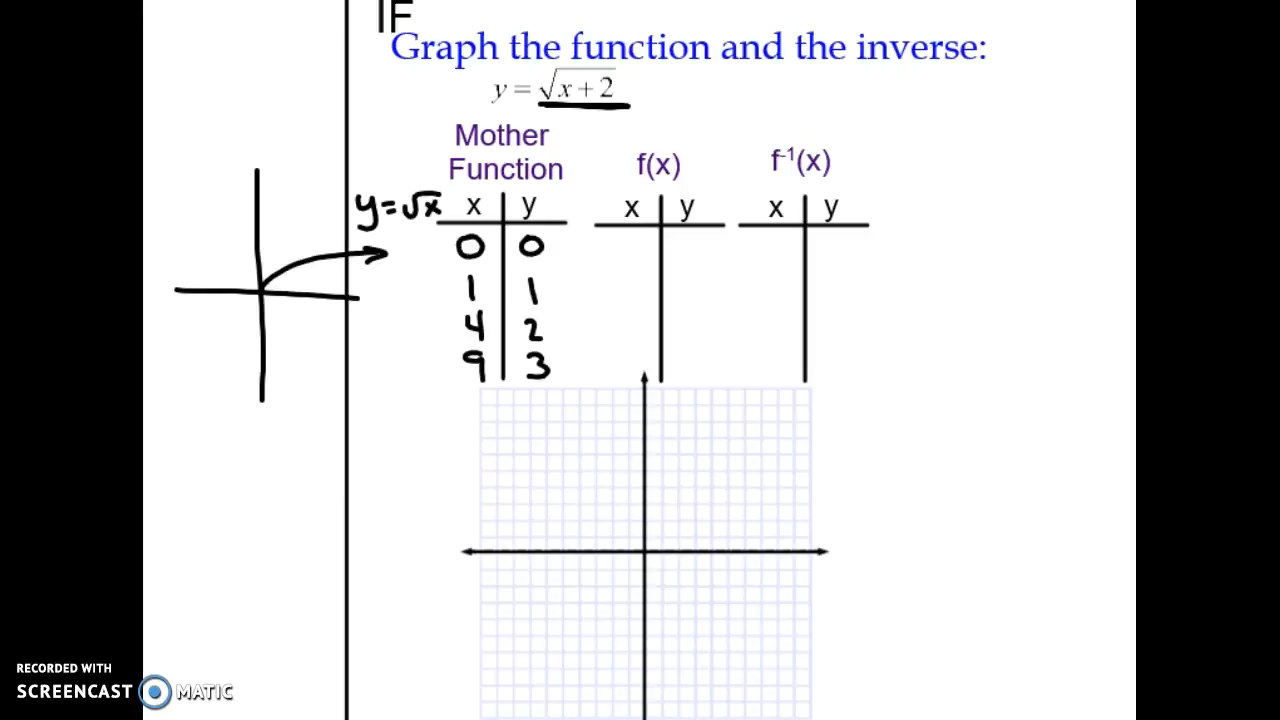 IF
Graph the function and the inverse:
y = √x + 2
Mother
Function
f(x)
f⁻¹(x)
y=√x
x y
x y
x y
0 0
1 1
4 2
9 3
RECORDED WITH
SCREENCAST MATIC